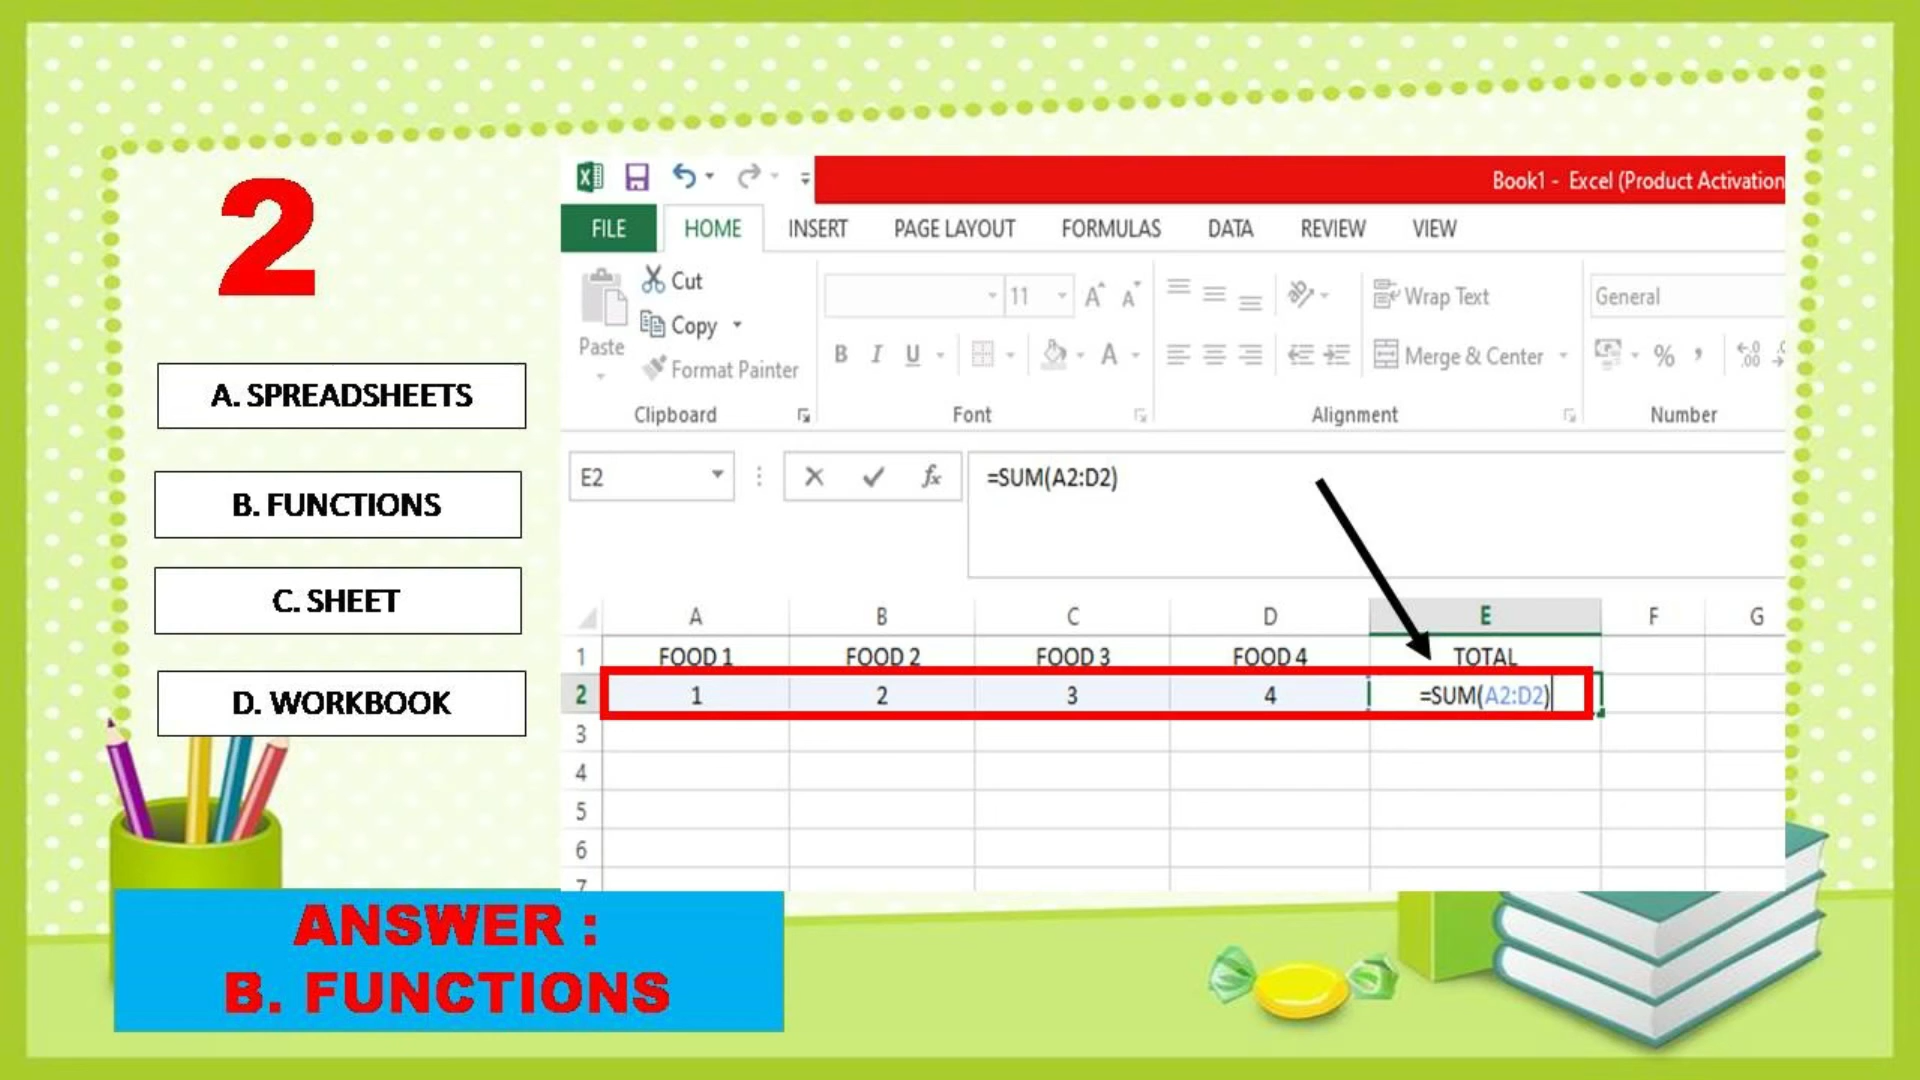 2
A. SPREADSHEETS
B. FUNCTIONS
C. SHEET
D. WORKBOOK
ANSWER :
B. FUNCTIONS
Book1 - Excel (Product Activation
FILE HOME INSERT PAGE LAYOUT FORMULAS DATA REVIEW VIEW
Cut
Copy
Format Painter
Paste
Clipboard
11
B I U A
Font
Wrap Text
Merge & Center
Alignment
General
%
Number
E2 fx =SUM(A2:D2)
A B C D E F G
1 FOOD 1 FOOD 2 FOOD 3 FOOD 4 TOTAL
2 1 2 3 4 =SUM(A2:D2)
3
4
5
6
7